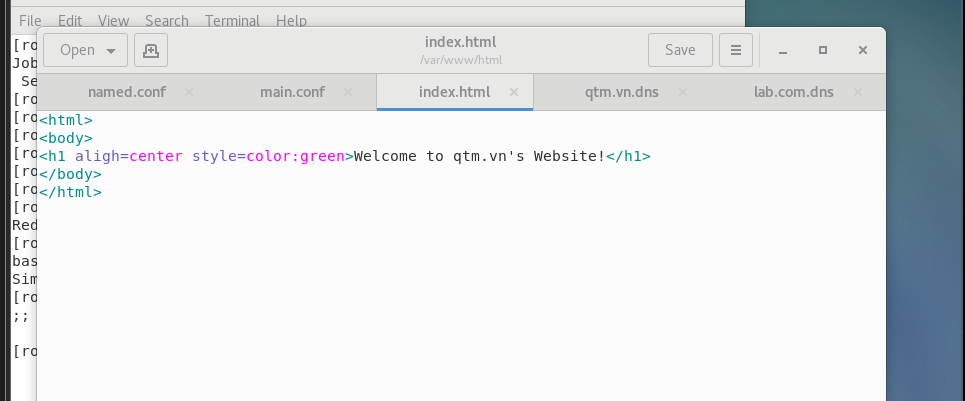 File Edit View Search Terminal Help
Open index.html Save
/var/www/html
named.conf main.conf index.html qtm.vn.dns lab.com.dns
[ro
Job
Se
[ro
[ro
[ro
[ro
[ro
[ro
[ro
Red
[ro
bas
Sim
[ro
;;
[ro
<html>
<body>
<h1 aligh=center style=color:green>Welcome to qtm.vn's Website!</h1>
</body>
</html>